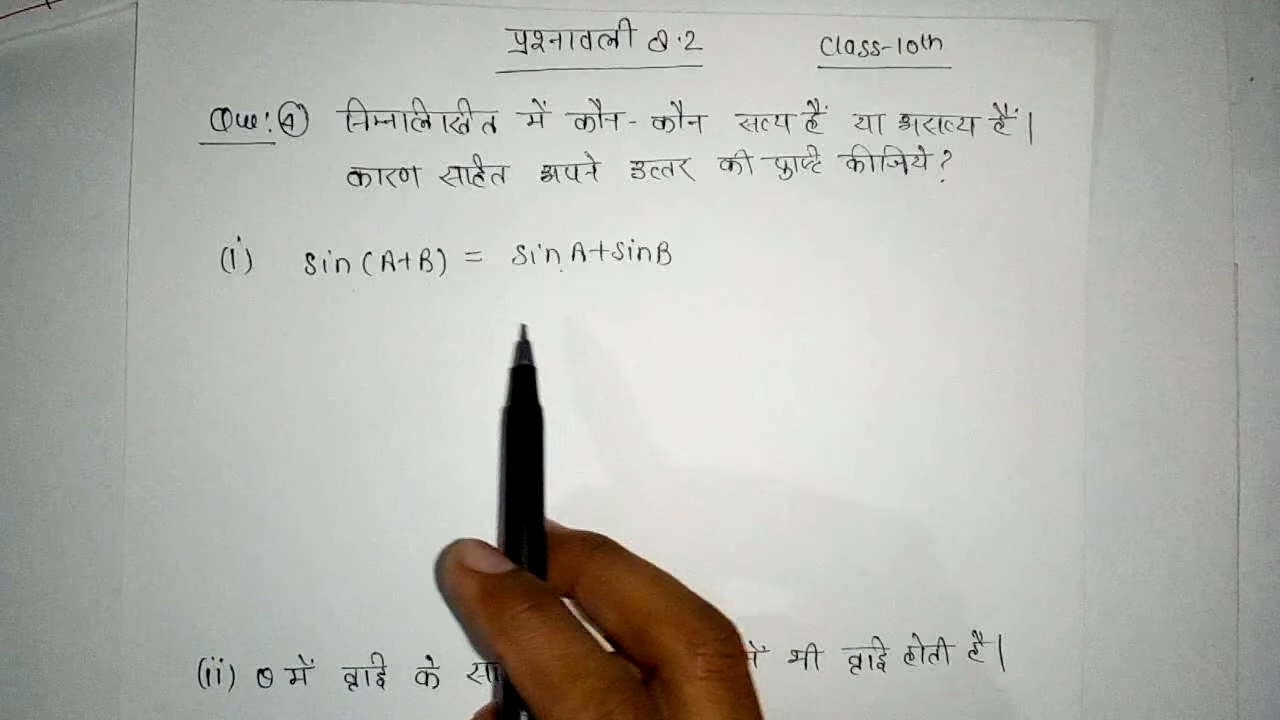 प्रश्नावली 8.2
Class-10th
Que:④ निम्नलिखित में कौन-कौन सत्य हैं या असत्य हैं।
कारण सहित अपने उत्तर की पुष्टि कीजिये?
(i) sin(A+B) = sinA+sinB
(ii) θ में वृद्धि के भी वृद्धि होती है।